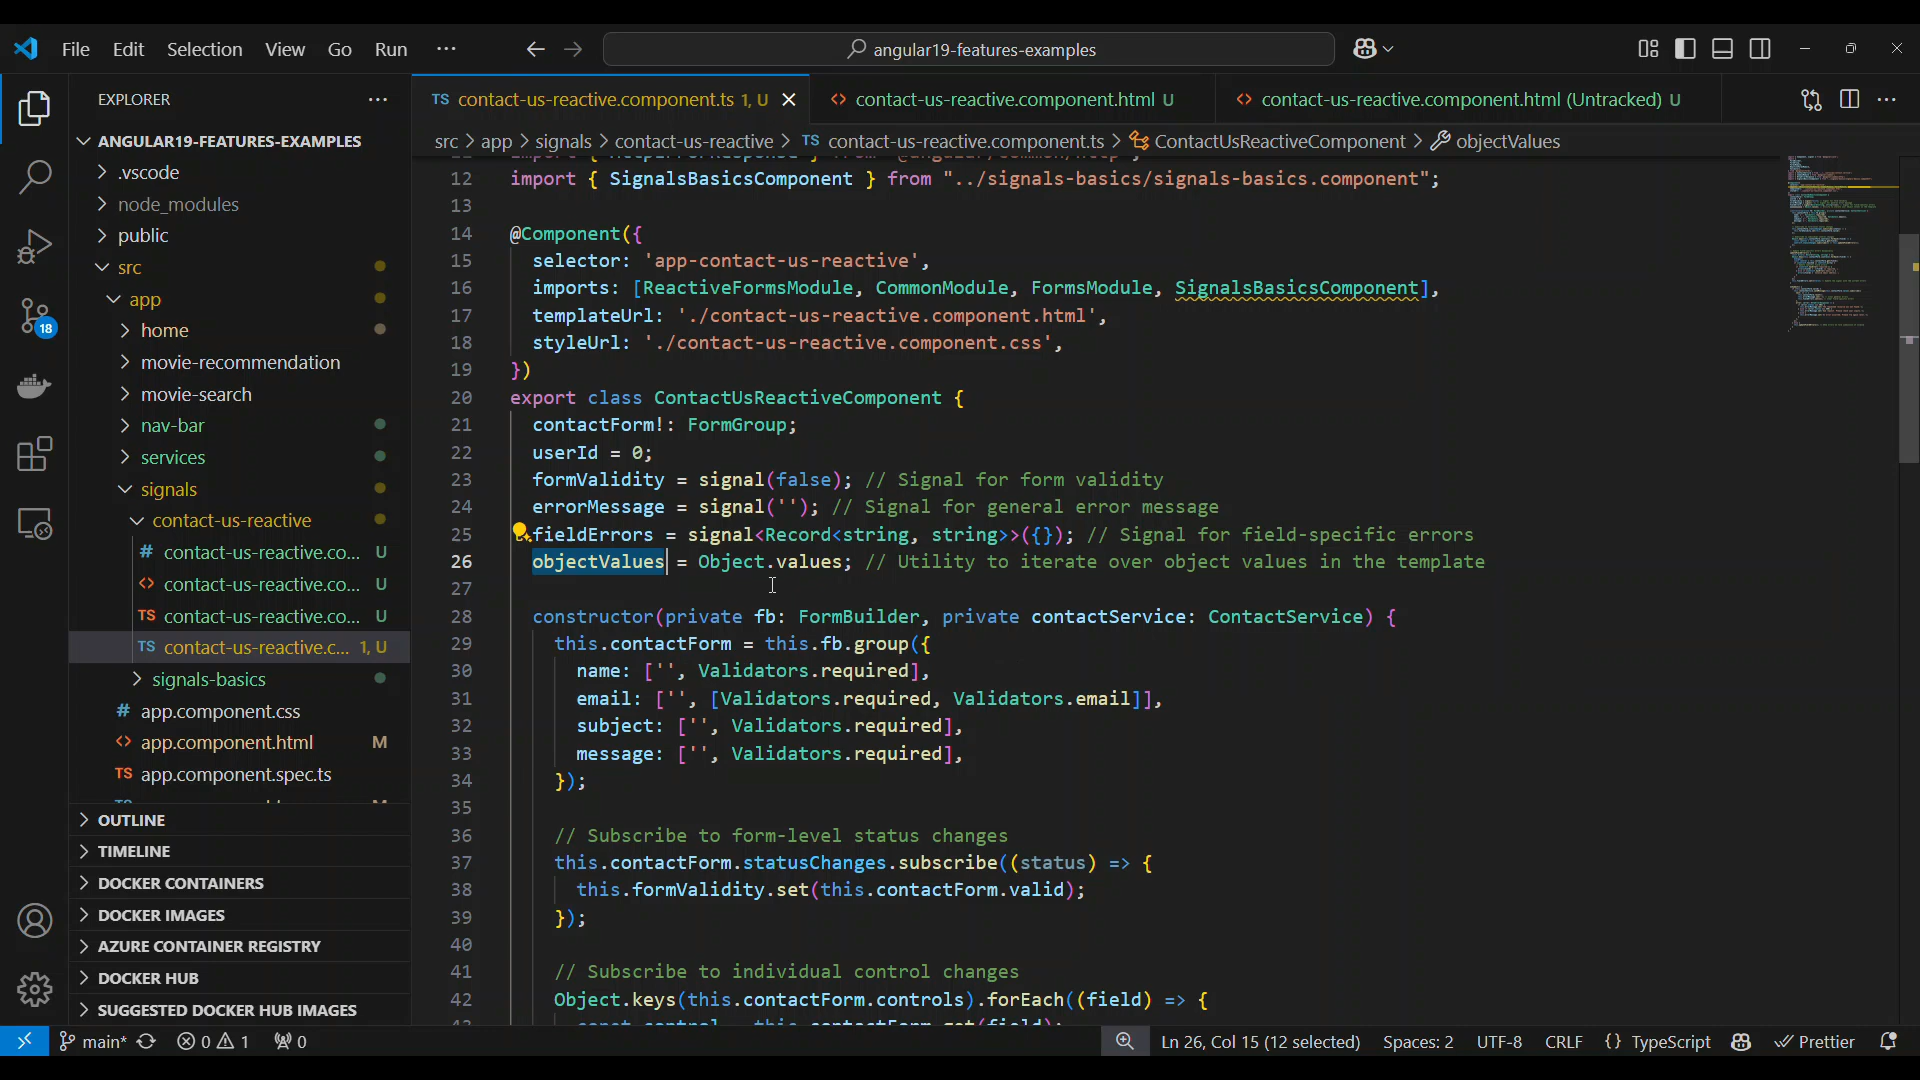 File Edit Selection View Go Run ···
angular19-features-examples
EXPLORER ···
ANGULAR19-FEATURES-EXAMPLES
.vscode
node_modules
public
src
app
home
movie-recommendation
movie-search
nav-bar
services
signals
contact-us-reactive
# contact-us-reactive.co... U
<> contact-us-reactive.co... U
TS contact-us-reactive.co... U
TS contact-us-reactive.c... 1, U
signals-basics
# app.component.css
<> app.component.html M
TS app.component.spec.ts
OUTLINE
TIMELINE
DOCKER CONTAINERS
DOCKER IMAGES
AZURE CONTAINER REGISTRY
DOCKER HUB
SUGGESTED DOCKER HUB IMAGES
18
TS contact-us-reactive.component.ts 1, U
<> contact-us-reactive.component.html U
<> contact-us-reactive.component.html (Untracked) U
src > app > signals > contact-us-reactive > TS contact-us-reactive.component.ts > ContactUsReactiveComponent > objectValues
12 import { SignalsBasicsComponent } from "../signals-basics/signals-basics.component";
13
14 @Component({
15 selector: 'app-contact-us-reactive',
16 imports: [ReactiveFormsModule, CommonModule, FormsModule, SignalsBasicsComponent],
17 templateUrl: './contact-us-reactive.component.html',
18 styleUrl: './contact-us-reactive.component.css',
19 })
20 export class ContactUsReactiveComponent {
21 contactForm!: FormGroup;
22 userId = 0;
23 formValidity = signal(false); // Signal for form validity
24 errorMessage = signal(''); // Signal for general error message
25 fieldErrors = signal<Record<string, string>>({}); // Signal for field-specific errors
26 objectValues = Object.values; // Utility to iterate over object values in the template
27
28 constructor(private fb: FormBuilder, private contactService: ContactService) {
29 this.contactForm = this.fb.group({
30 name: ['', Validators.required],
31 email: ['', [Validators.required, Validators.email]],
32 subject: ['', Validators.required],
33 message: ['', Validators.required],
34 });
35
36 // Subscribe to form-level status changes
37 this.contactForm.statusChanges.subscribe((status) => {
38 this.formValidity.set(this.contactForm.valid);
39 });
40
41 // Subscribe to individual control changes
42 Object.keys(this.contactForm.controls).forEach((field) => {
main* 0 1 0
Ln 26, Col 15 (12 selected) Spaces: 2 UTF-8 CRLF {} TypeScript Prettier